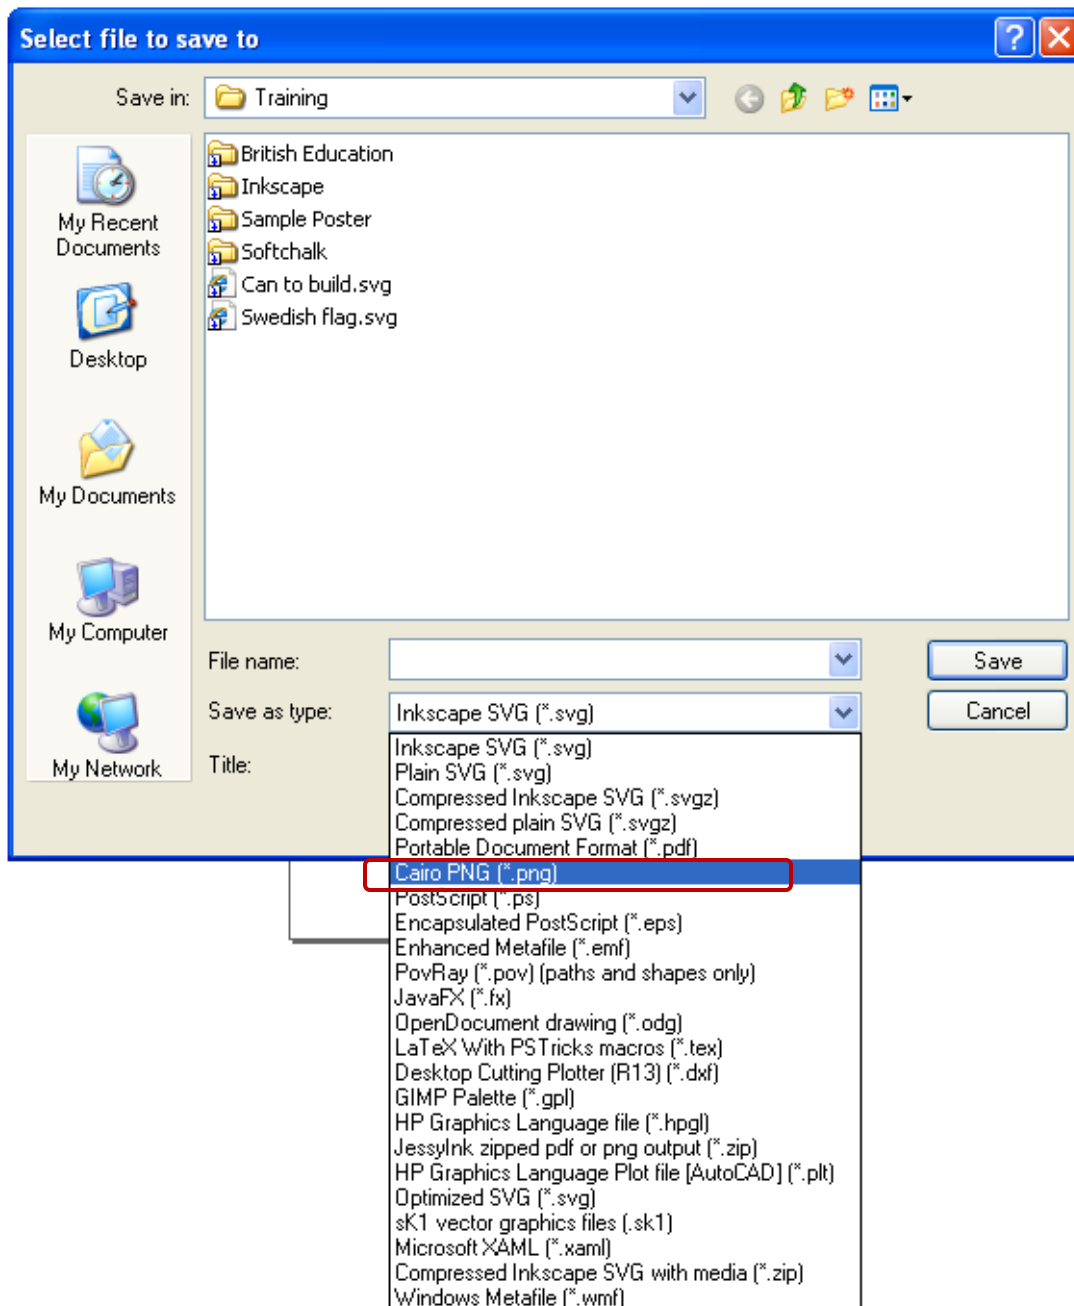 Select file to save to
Save in:
Training
My Recent
Documents
Desktop
My Documents
My Computer
My Network
British Education
Inkscape
Sample Poster
Softchalk
Can to build.svg
Swedish flag.svg
File name:
Save
Save as type:
Inkscape SVG (*.svg)
Cancel
Title:
Inkscape SVG (*.svg)
Plain SVG (*.svg)
Compressed Inkscape SVG (*.svgz)
Compressed plain SVG (*.svgz)
Portable Document Format (*.pdf)
Cairo PNG (*.png)
PostScript (*.ps)
Encapsulated PostScript (*.eps)
Enhanced Metafile (*.emf)
PovRay (*.pov) (paths and shapes only)
JavaFX (*.fx)
OpenDocument drawing (*.odg)
LaTeX With PSTricks macros (*.tex)
Desktop Cutting Plotter (R13) (*.dxf)
GIMP Palette (*.gpl)
HP Graphics Language file (*.hpgl)
JessyInk zipped pdf or png output (*.zip)
HP Graphics Language Plot file [AutoCAD] (*.plt)
Optimized SVG (*.svg)
sK1 vector graphics files (.sk1)
Microsoft XAML (*.xaml)
Compressed Inkscape SVG with media (*.zip)
Windows Metafile (*.wmf)